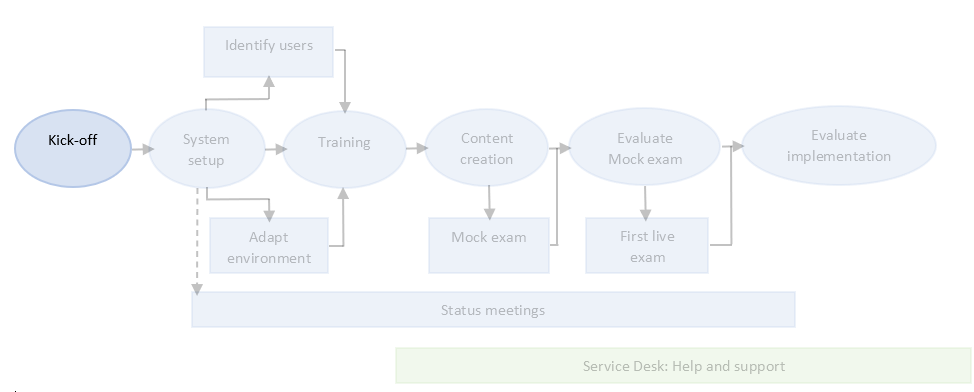 Identify users
Kick-off
System
setup
Training
Content
creation
Evaluate
Mock exam
Evaluate
implementation
Adapt
environment
Mock exam
First live
exam
Status meetings
Service Desk: Help and support